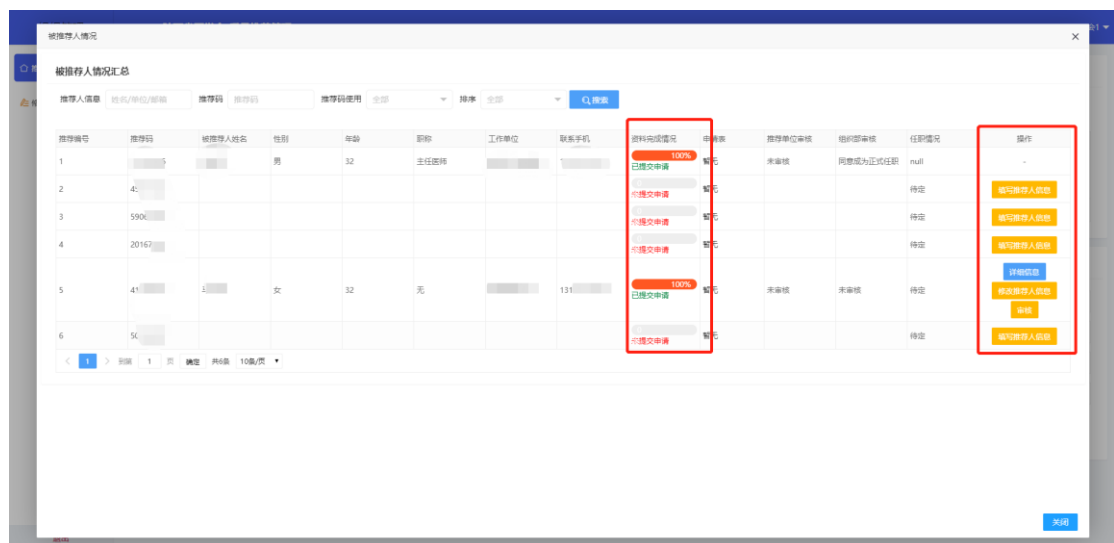 被推荐人情况
×
被推荐人情况汇总
推荐人信息 姓名/单位/邮箱 推荐码 推荐码 推荐码使用 全部 排序 全部 搜索
推荐编号 推荐码 被推荐人姓名 性别 年龄 职称 工作单位 联系手机 资料完成情况 申请表 推荐单位审核 组织部审核 任职情况 操作
1 男 32 主任医师 100% 已提交申请 暂无 未审核 同意成为正式任职 null -
2 提交申请 暂无 待定 填写推荐人信息
3 590 提交申请 暂无 待定 填写推荐人信息
4 20167 提交申请 暂无 待定 填写推荐人信息
详细信息
5 41 女 32 无 131 100% 已提交申请 暂无 未审核 未审核 待定 修改推荐人信息
审核
6 提交申请 暂无 待定 填写推荐人信息
< 1 > 到第 1 页 确定 共6条 10条/页
关闭